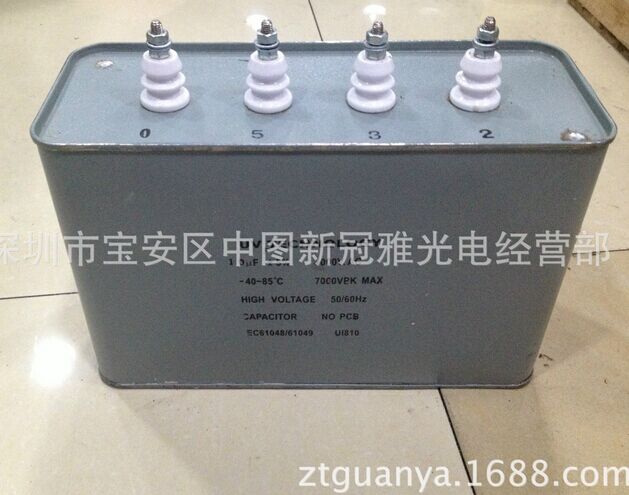 0 5 3 2
深圳市宝安区中图新冠雅光电经营部
-40-85°C 7000VPK MAX
HIGH VOLTAGE 50/60Hz
CAPACITOR NO PCB
EC61048/61049 UI810
ztguanya.1688.com